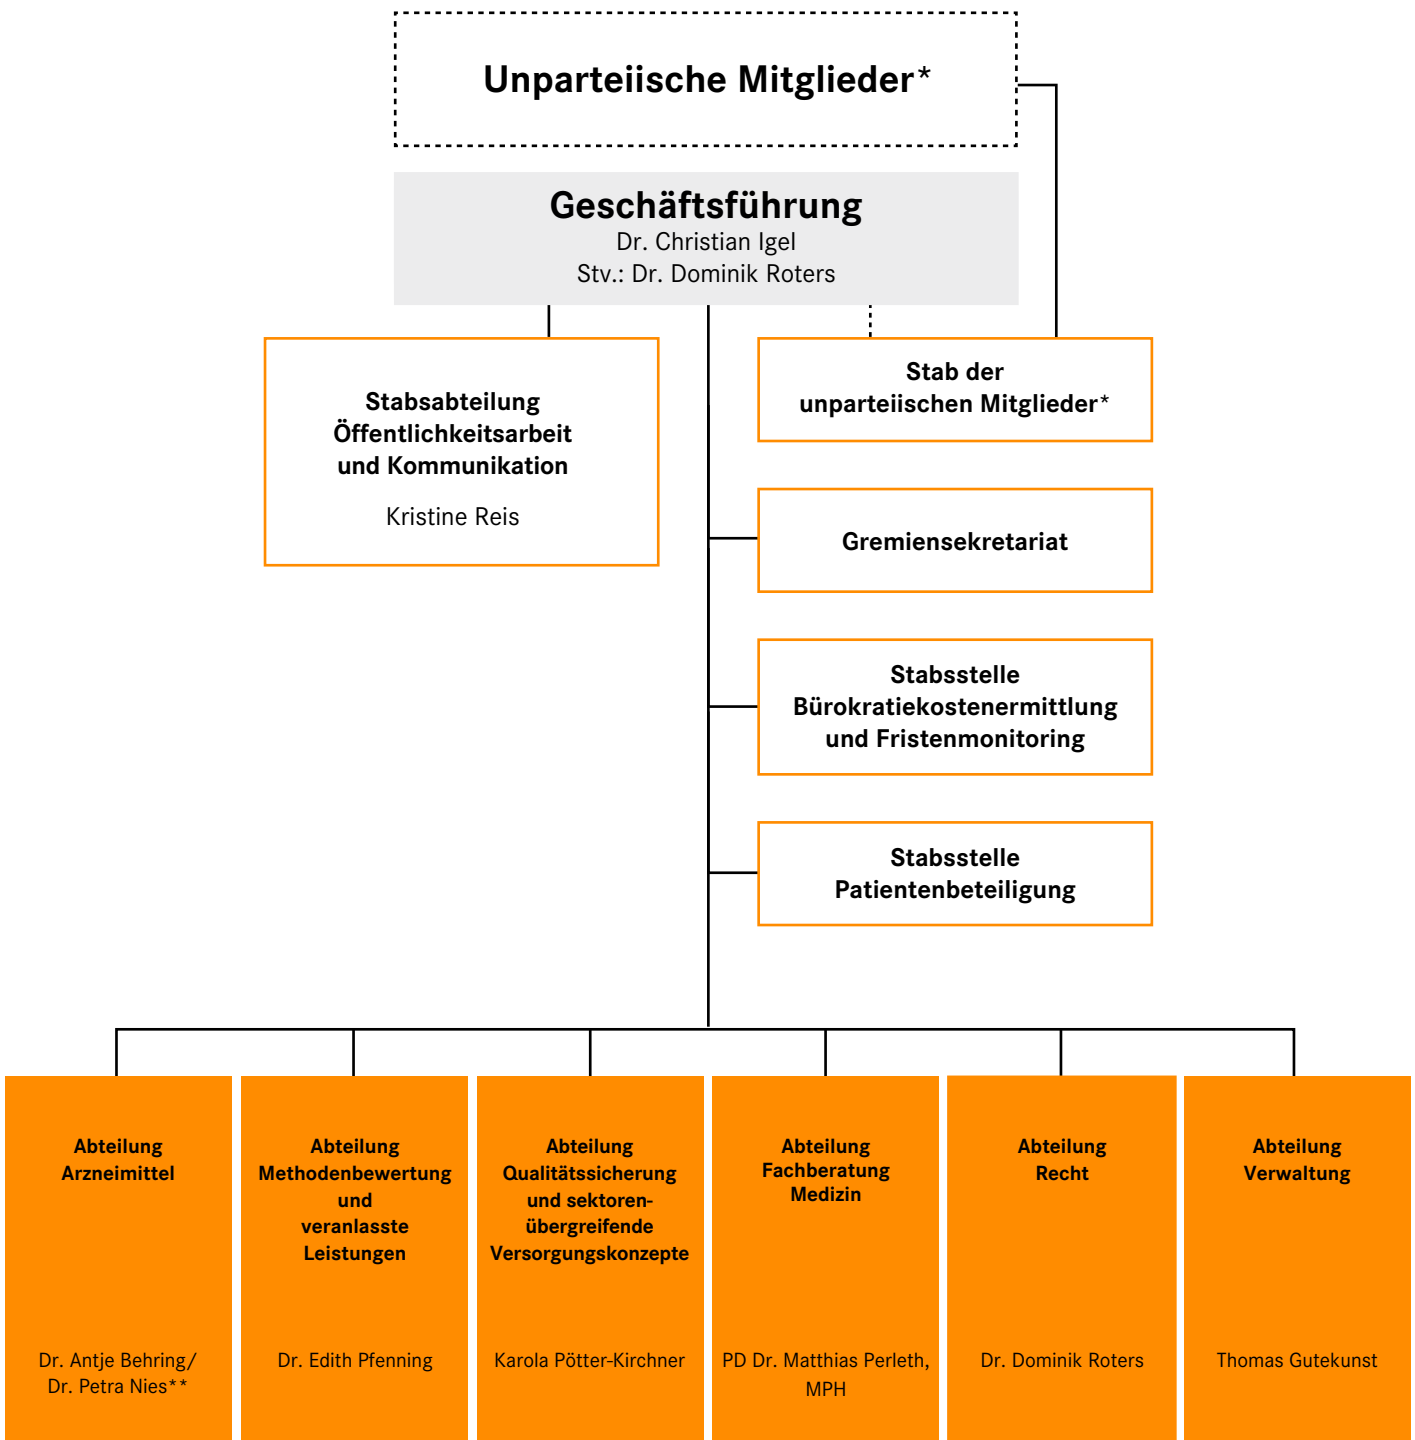 Unparteiische Mitglieder*
Geschäftsführung
Dr. Christian Igel
Stv.: Dr. Dominik Roters
Stabsabteilung
Öffentlichkeitsarbeit
und Kommunikation
Kristine Reis
Stab der
unparteiischen Mitglieder*
Gremiensekretariat
Stabsstelle
Bürokratiekostenermittlung
und Fristenmonitoring
Stabsstelle
Patientenbeteiligung
Abteilung
Arzneimittel
Dr. Antje Behring/
Dr. Petra Nies**
Abteilung
Methodenbewertung
und
veranlasste
Leistungen
Dr. Edith Pfenning
Abteilung
Qualitätssicherung
und sektoren-
übergreifende
Versorgungskonzepte
Karola Pötter-Kirchner
Abteilung
Fachberatung
Medizin
PD Dr. Matthias Perleth,
MPH
Abteilung
Recht
Dr. Dominik Roters
Abteilung
Verwaltung
Thomas Gutekunst